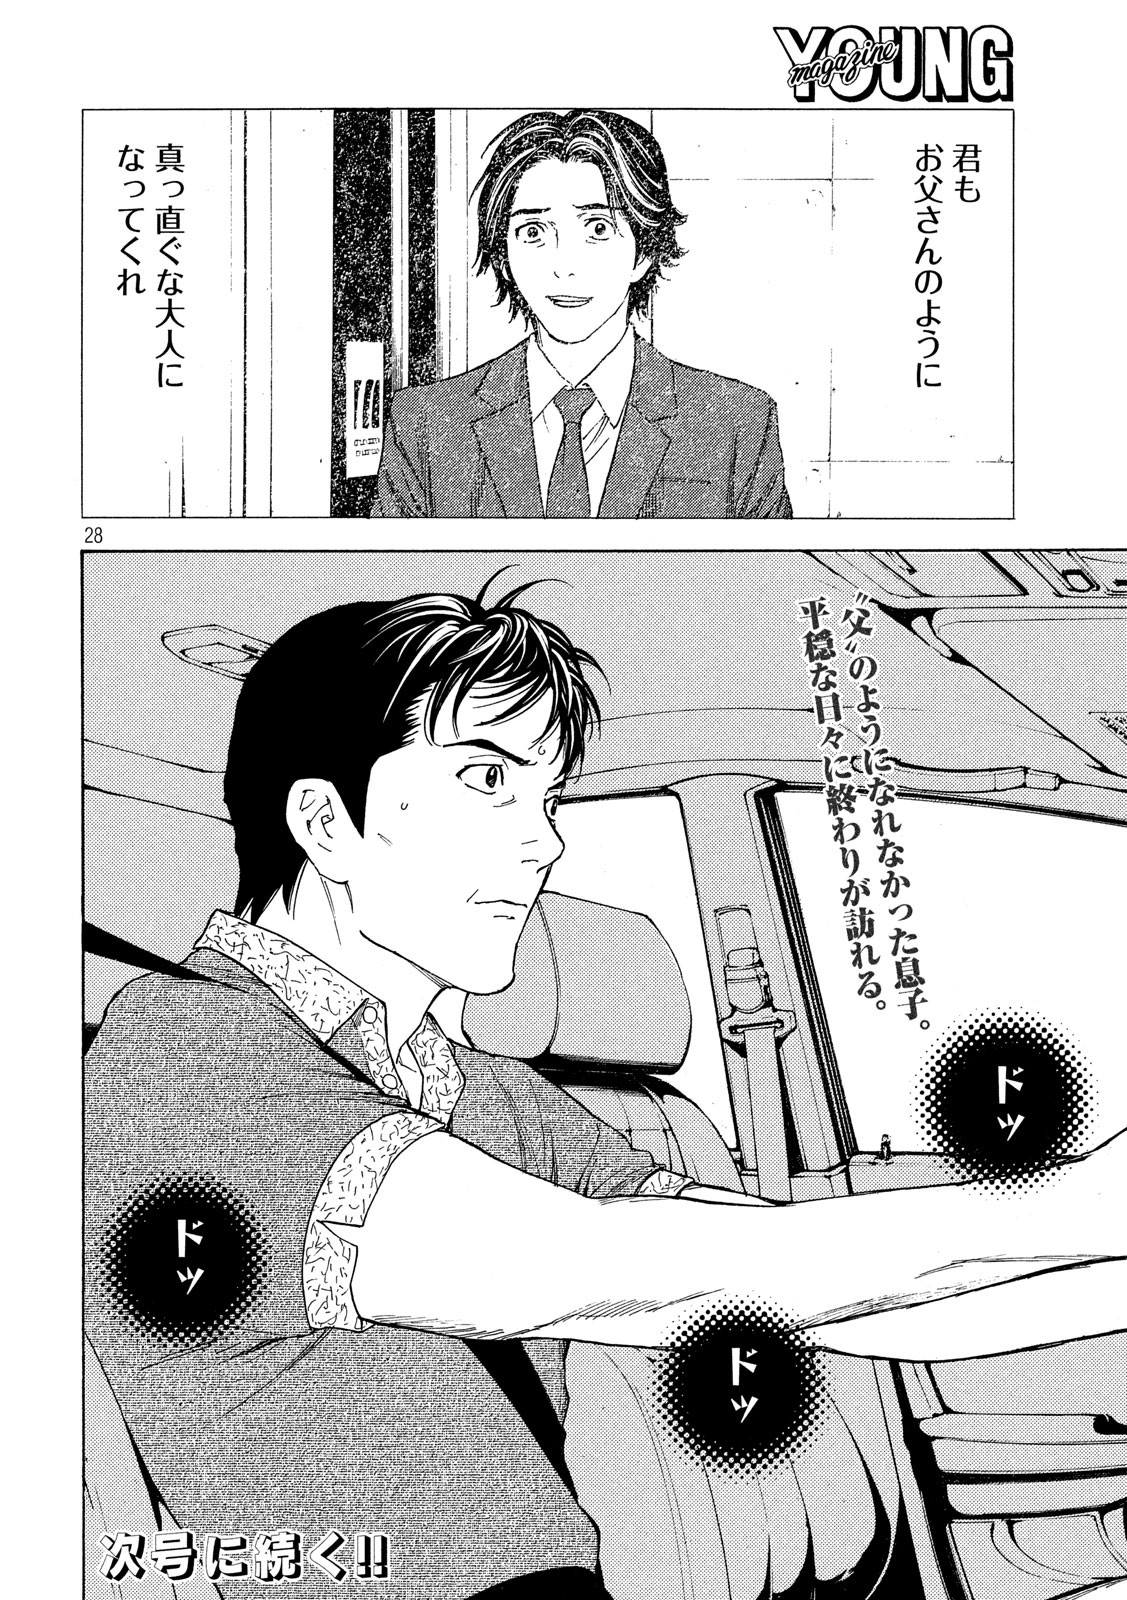 YOUNG
magazine
君も
お父さんのように
真っ直ぐな大人に
なってくれ
28
〝父〟のようになれなかった息子。
平穏な日々に終わりが訪れる。
ドッ
ドッ
ドッ
次号に続く!!